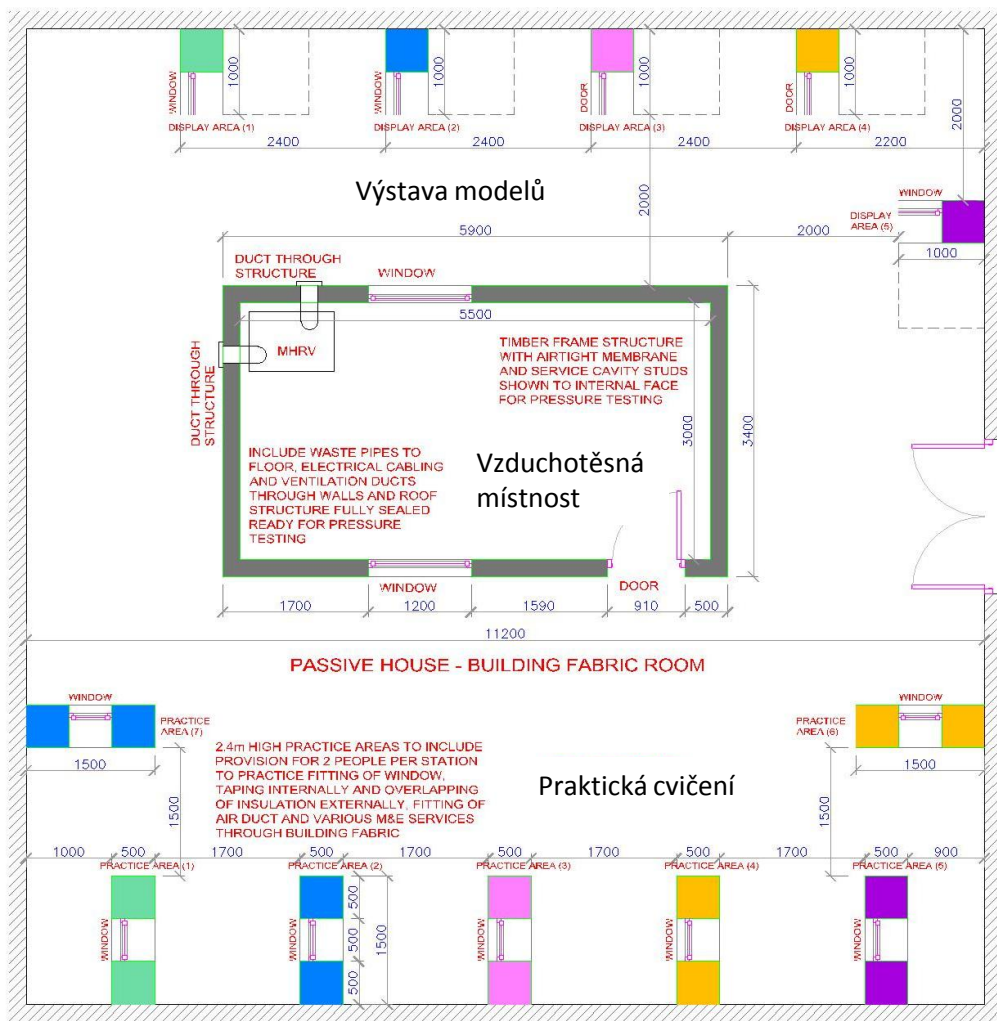 WINDOW
1000
WINDOW
1000
DOOR
1000
DOOR
1000
2000
DISPLAY AREA (1)
DISPLAY AREA (2)
DISPLAY AREA (3)
DISPLAY AREA (4)
2400
2400
2400
2200
Výstava modelů
2000
WINDOW
DISPLAY
AREA (5)
5900
2000
1000
DUCT THROUGH
STRUCTURE
WINDOW
5500
MHRV
DUCT THROUGH
STRUCTURE
TIMBER FRAME STRUCTURE
WITH AIRTIGHT MEMBRANE
AND SERVICE CAVITY STUDS
SHOWN TO INTERNAL FACE
FOR PRESSURE TESTING
3000
3400
INCLUDE WASTE PIPES TO
FLOOR, ELECTRICAL CABLING
AND VENTILATION DUCTS
THROUGH WALLS AND ROOF
STRUCTURE FULLY SEALED
READY FOR PRESSURE
TESTING
Vzduchotěsná
místnost
WINDOW
DOOR
1700
1200
1590
910
500
11200
PASSIVE HOUSE - BUILDING FABRIC ROOM
WINDOW
PRACTICE
AREA (7)
1500
1500
WINDOW
PRACTICE
AREA (6)
1500
1500
2.4m HIGH PRACTICE AREAS TO INCLUDE
PROVISION FOR 2 PEOPLE PER STATION
TO PRACTICE FITTING OF WINDOW,
TAPING INTERNALLY AND OVERLAPPING
OF INSULATION EXTERNALLY, FITTING OF
AIR DUCT AND VARIOUS M&E SERVICES
THROUGH BUILDING FABRIC
Praktická cvičení
1000
500
1700
500
1700
500
1700
500
1700
500
900
PRACTICE AREA (1)
PRACTICE AREA (2)
PRACTICE AREA (3)
PRACTICE AREA (4)
PRACTICE AREA (5)
WINDOW
WINDOW
500
500
500
1500
WINDOW
WINDOW
WINDOW